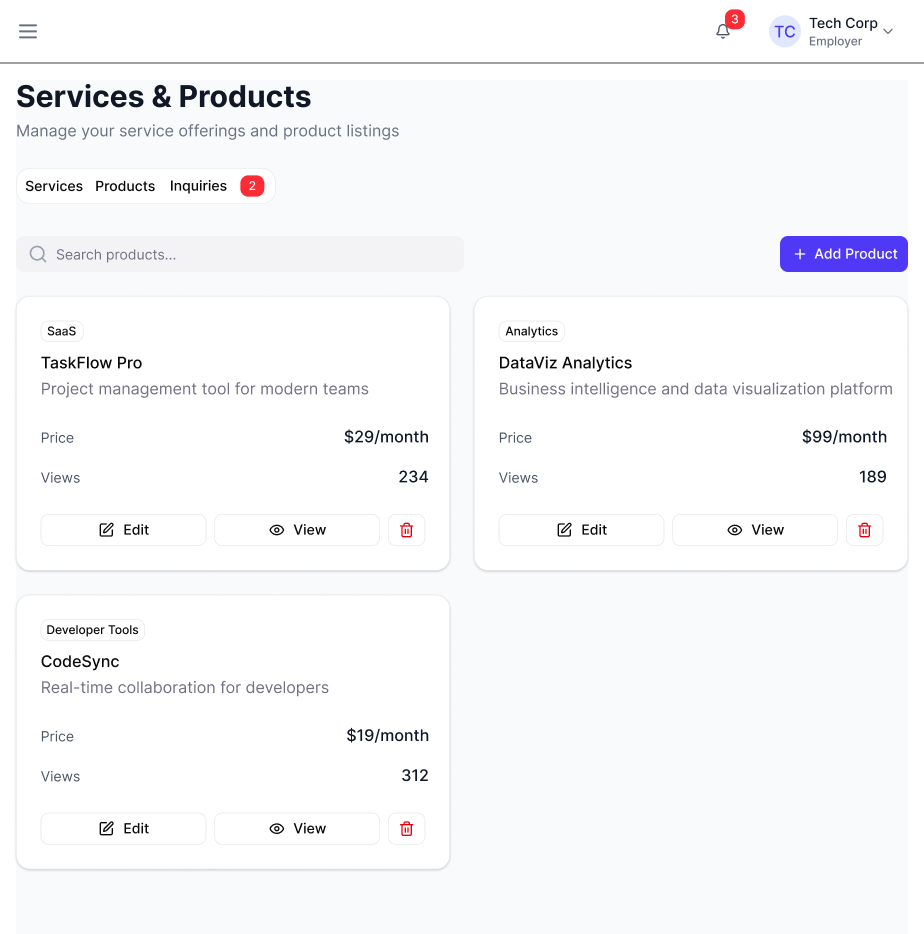 3
TC
Tech Corp
Employer
Services & Products
Manage your service offerings and product listings
Services Products Inquiries 2
Search products...
+ Add Product
SaaS
TaskFlow Pro
Project management tool for modern teams
Price $29/month
Views 234
Edit View
Analytics
DataViz Analytics
Business intelligence and data visualization platform
Price $99/month
Views 189
Edit View
Developer Tools
CodeSync
Real-time collaboration for developers
Price $19/month
Views 312
Edit View